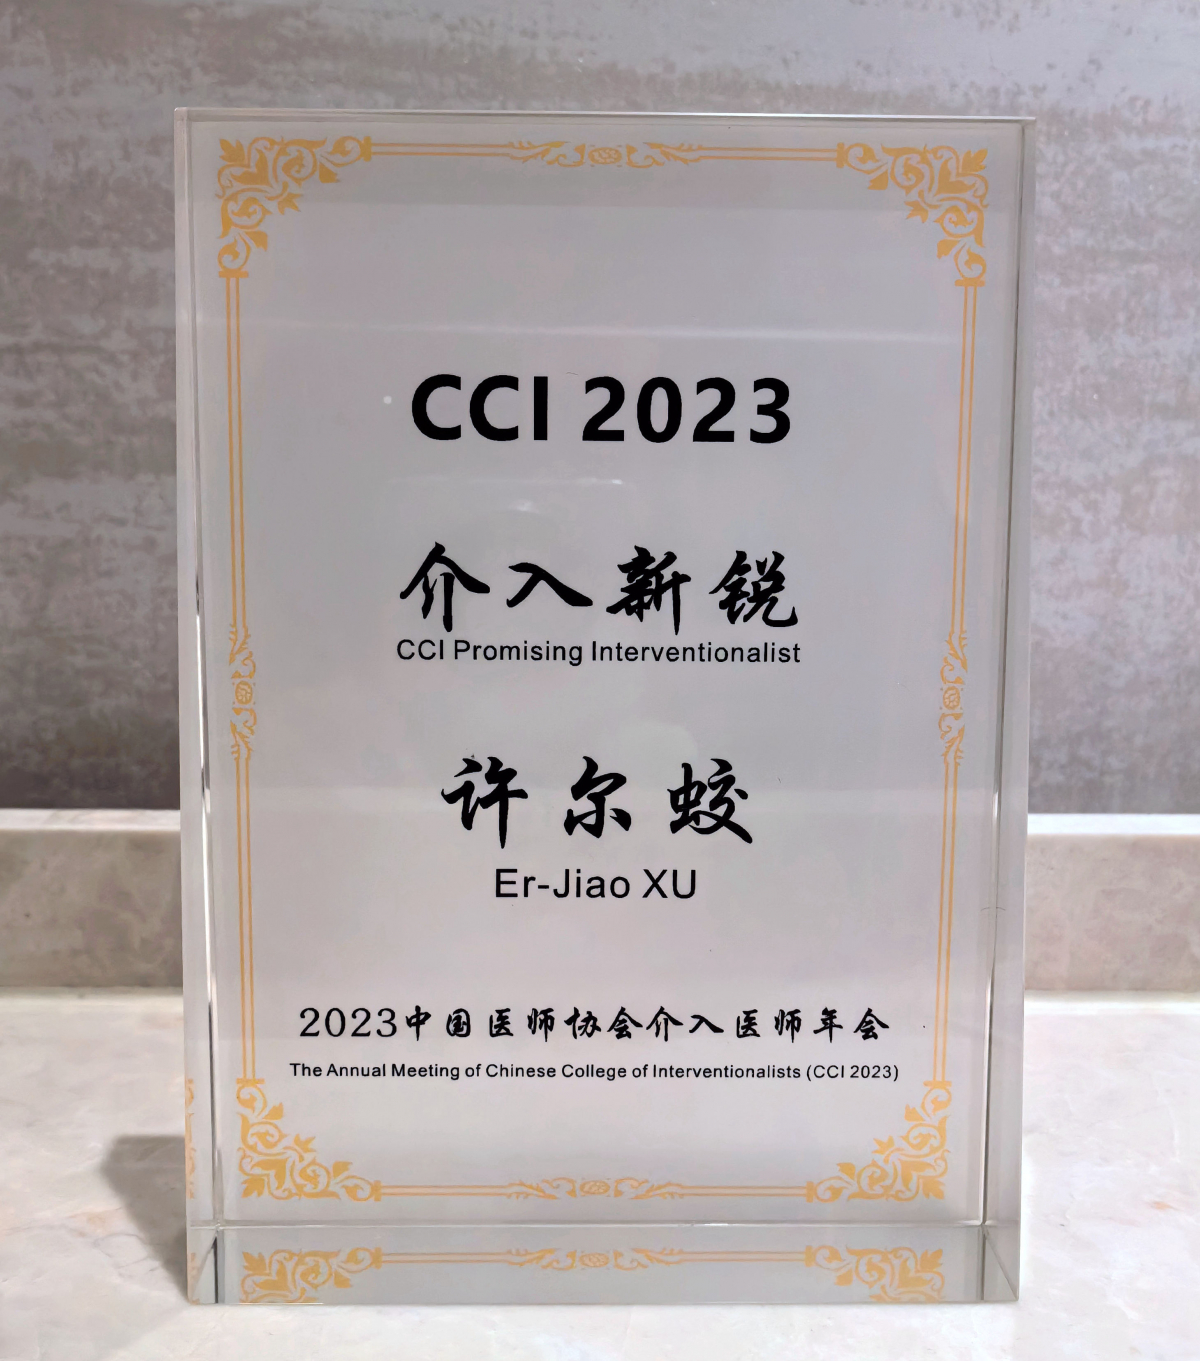 CCI 2023
介入新锐
CCI Promising Interventionalist
许尔蛟
Er-Jiao XU
2023中国医师协会介入医师年会
The Annual Meeting of Chinese College of Interventionalists (CCI 2023)